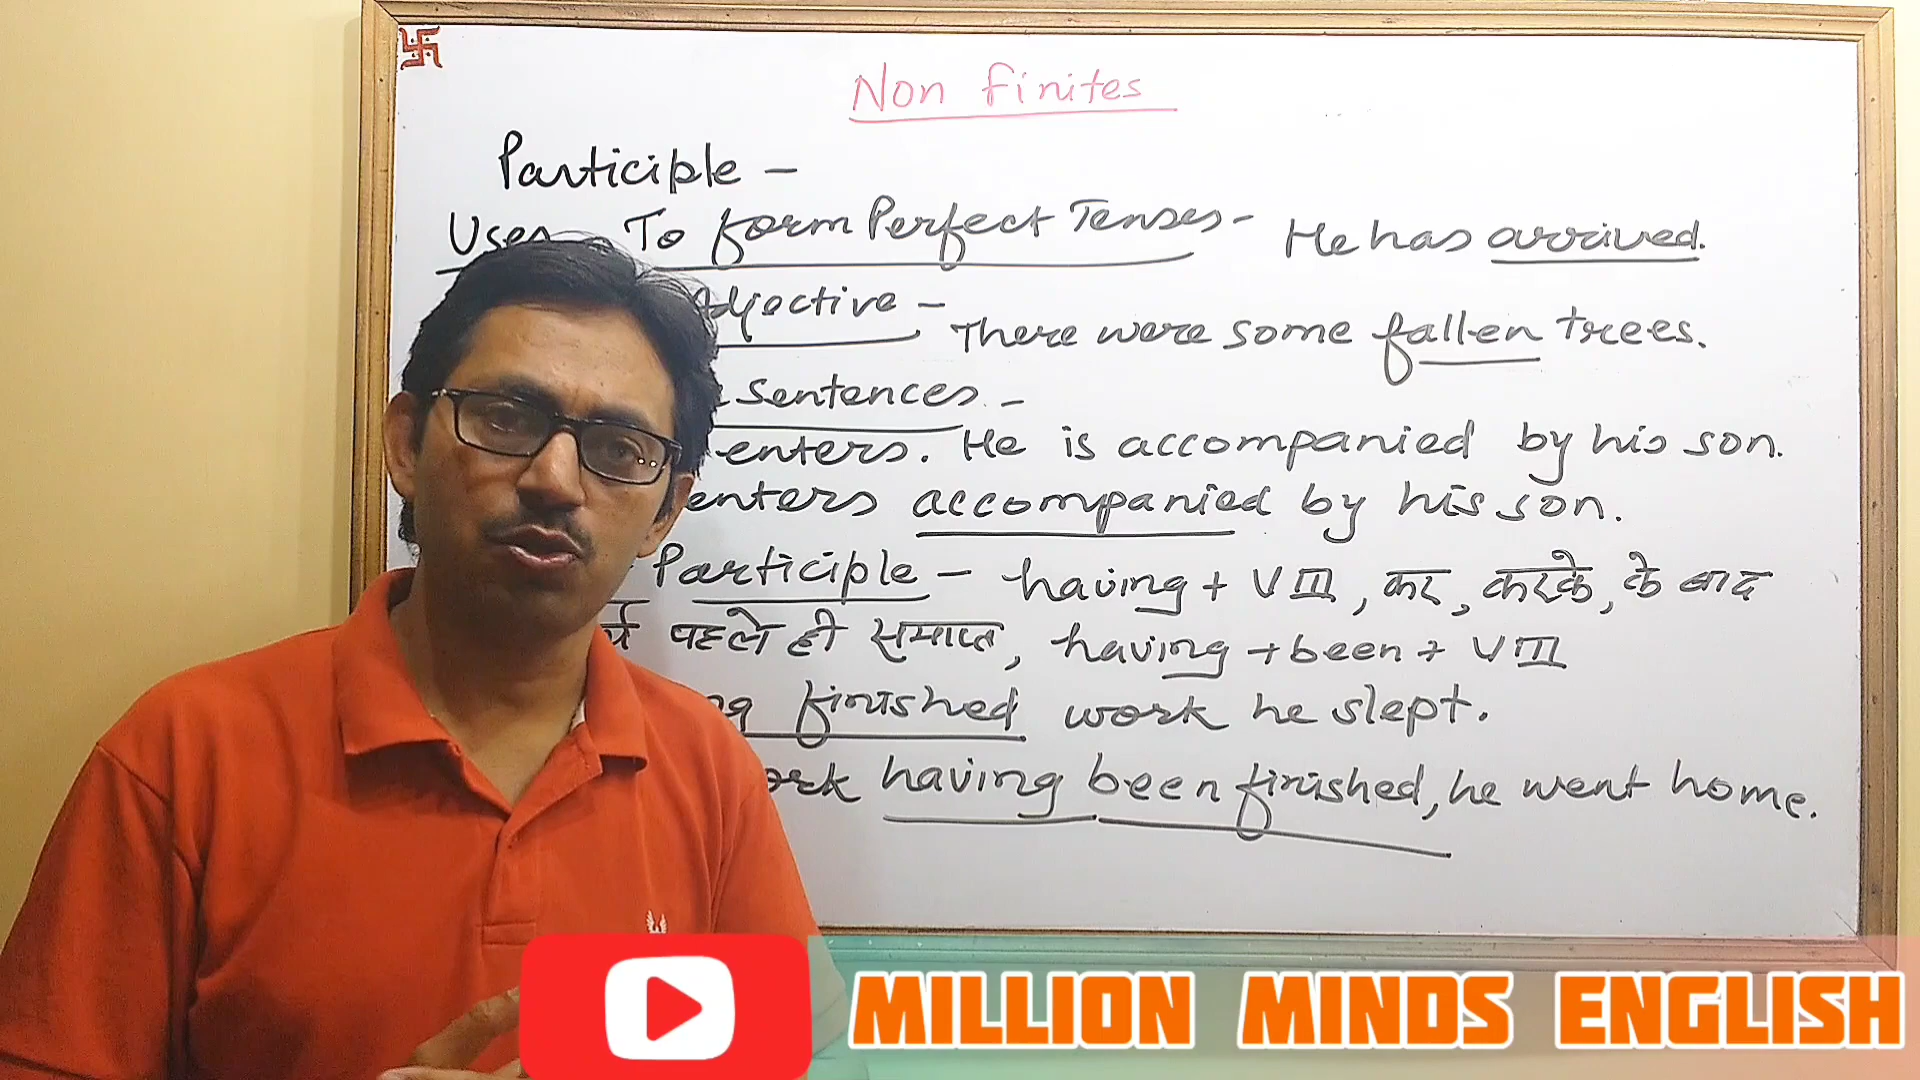 Non finites
Participle -
Uses - To form Perfect Tenses - He has arrived.
Adjective - There were some fallen trees.
sentences -
enters. He is accompanied by his son.
enters accompanied by his son.
Participle - having + VIII, कर, करके, के बाद
पहले ही समाप्त, having + been + VIII
finished work he slept.
having been finished, he went home.
MILLION MINDS ENGLISH